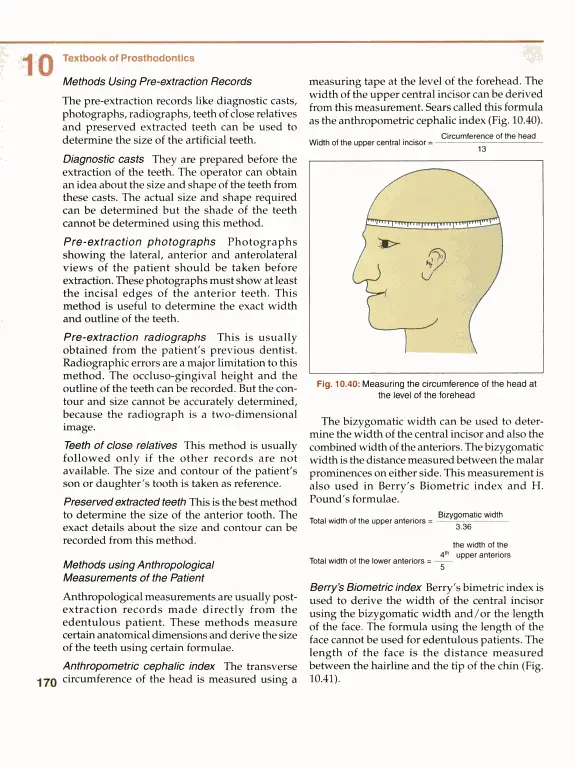 10
Textbook of Prosthodontics
Methods Using Pre-extraction Records
The pre-extraction records like diagnostic casts,
photographs, radiographs, teeth of close relatives
and preserved extracted teeth can be used to
determine the size of the artificial teeth.
Diagnostic casts They are prepared before the
extraction of the teeth. The operator can obtain
an idea about the size and shape of the teeth from
these casts. The actual size and shape required
can be determined but the shade of the teeth
cannot be determined using this method.
Pre-extraction photographs Photographs
showing the lateral, anterior and anterolateral
views of the patient should be taken before
extraction. These photographs must show at least
the incisal edges of the anterior teeth. This
method is useful to determine the exact width
and outline of the teeth.
Pre-extraction radiographs This is usually
obtained from the patient's previous dentist.
Radiographic errors are a major limitation to this
method. The occluso-gingival height and the
outline of the teeth can be recorded. But the con-
tour and size cannot be accurately determined,
because the radiograph is a two-dimensional
image.
Teeth of close relatives This method is usually
followed only if the other records are not
available. The size and contour of the patient's
son or daughter's tooth is taken as reference.
Preserved extracted teeth This is the best method
to determine the size of the anterior tooth. The
exact details about the size and contour can be
recorded from this method.
Methods using Anthropological
Measurements of the Patient
Anthropological measurements are usually post-
extraction records made directly from the
edentulous patient. These methods measure
certain anatomical dimensions and derive the size
of the teeth using certain formulae.
Anthropometric cephalic index The transverse
circumference of the head is measured using a
170
measuring tape at the level of the forehead. The
width of the upper central incisor can be derived
from this measurement. Sears called this formula
as the anthropometric cephalic index (Fig. 10.40).
Width of the upper central incisor = Circumference of the head
13
Fig. 10.40: Measuring the circumference of the head at
the level of the forehead
The bizygomatic width can be used to deter-
mine the width of the central incisor and also the
combined width of the anteriors. The bizygomatic
width is the distance measured between the malar
prominences on either side. This measurement is
also used in Berry's Biometric index and H.
Pound's formulae.
Total width of the upper anteriors = Bizygomatic width
3.36
the width of the
Total width of the lower anteriors = 4th upper anteriors
5
Berry's Biometric index Berry's bimetric index is
used to derive the width of the central incisor
using the bizygomatic width and/or the length
of the face. The formula using the length of the
face cannot be used for edentulous patients. The
length of the face is the distance measured
between the hairline and the tip of the chin (Fig.
10.41).